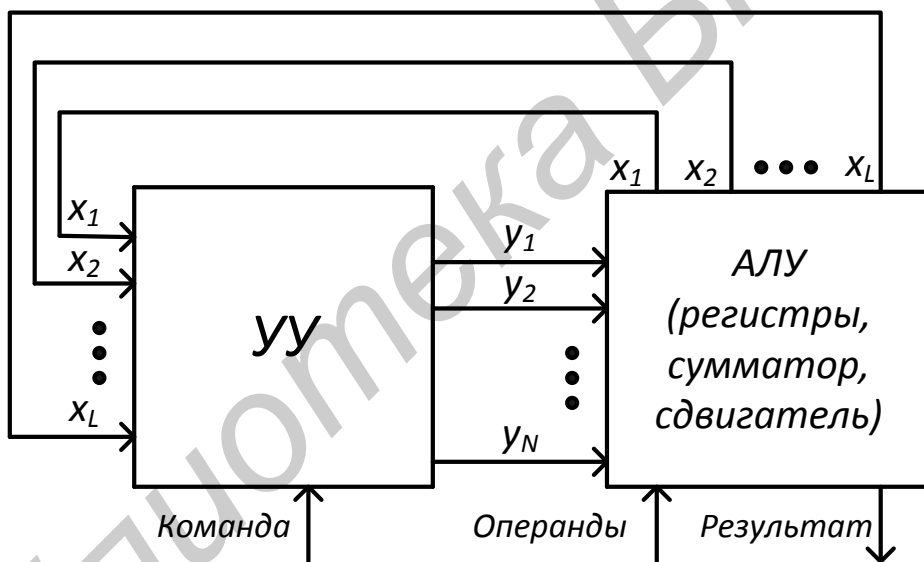 x1 x2 xL
x1
x2
xL
УУ
y1
y2
yN
АЛУ
(регистры,
сумматор,
сдвигатель)
Команда
Операнды
Результат